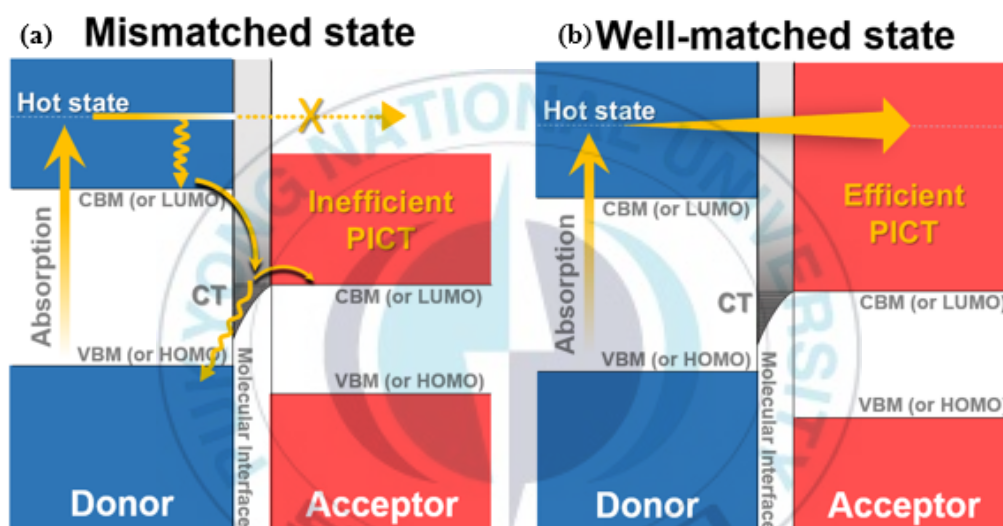 (a) Mismatched state
Hot state
X
Absorption
CBM (or LUMO)
Inefficient
PICT
CT
CBM (or LUMO)
VBM (or HOMO)
VBM (or HOMO)
Molecular Interface
Donor
Acceptor
(b) Well-matched state
Hot state
Absorption
CBM (or LUMO)
Efficient
PICT
CT
CBM (or LUMO)
VBM (or HOMO)
VBM (or HOMO)
Molecular Interface
Donor
Acceptor
NATIONAL UNIVERSITY